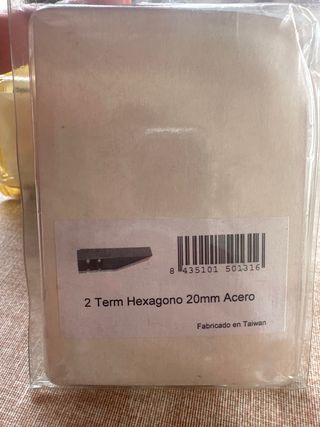 8 435101 501316
2 Term Hexagono 20mm Acero
Fabricado en Taiwan